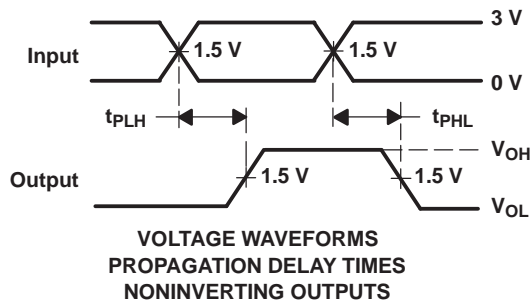 3 V
Input
1.5 V
1.5 V
0 V
tPLH
tPHL
VOH
Output
1.5 V
1.5 V
VOL
VOLTAGE WAVEFORMS
PROPAGATION DELAY TIMES
NONINVERTING OUTPUTS